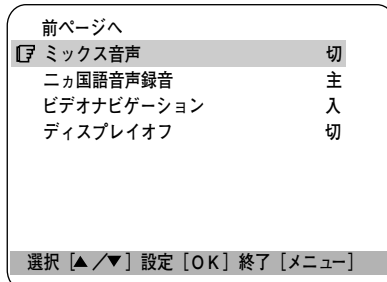 前ページへ
ミックス音声 切
二ヵ国語音声録音 主
ビデオナビゲーション 入
ディスプレイオフ 切
選択 [▲/▼] 設定 [OK] 終了 [メニュー]